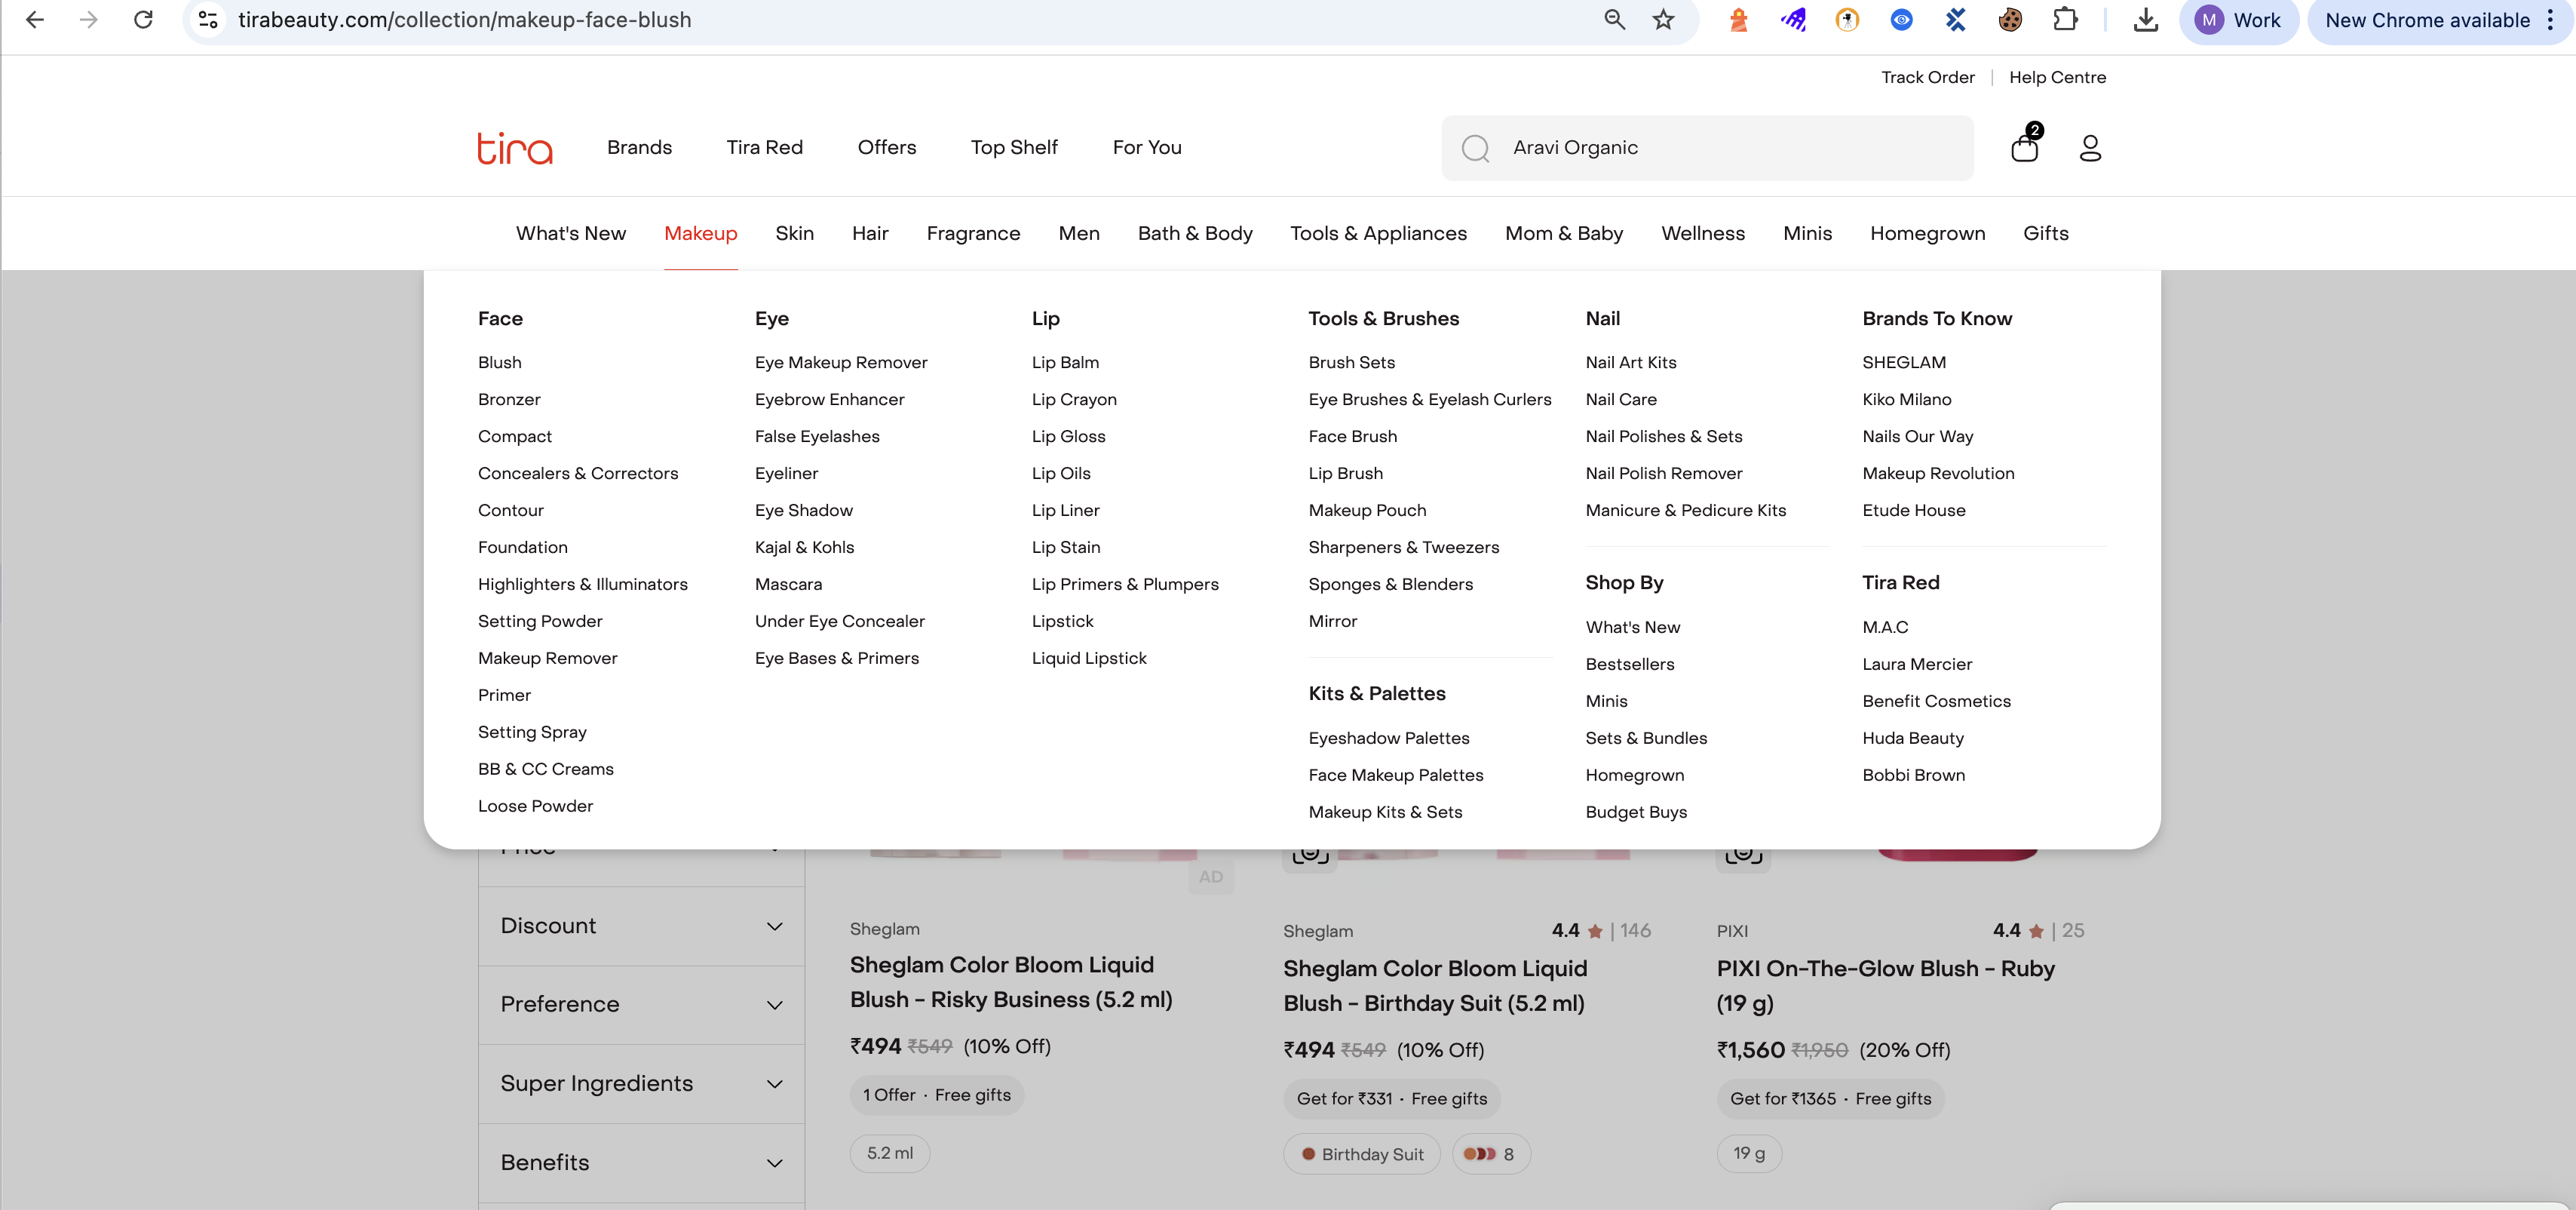 tirabeauty.com/collection/makeup-face-blush
M Work
New Chrome available
Track Order | Help Centre
tira
Brands
Tira Red
Offers
Top Shelf
For You
Aravi Organic
2
What's New
Makeup
Skin
Hair
Fragrance
Men
Bath & Body
Tools & Appliances
Mom & Baby
Wellness
Minis
Homegrown
Gifts
Face
Blush
Bronzer
Compact
Concealers & Correctors
Contour
Foundation
Highlighters & Illuminators
Setting Powder
Makeup Remover
Primer
Setting Spray
BB & CC Creams
Loose Powder
Eye
Eye Makeup Remover
Eyebrow Enhancer
False Eyelashes
Eyeliner
Eye Shadow
Kajal & Kohls
Mascara
Under Eye Concealer
Eye Bases & Primers
Lip
Lip Balm
Lip Crayon
Lip Gloss
Lip Oils
Lip Liner
Lip Stain
Lip Primers & Plumpers
Lipstick
Liquid Lipstick
Tools & Brushes
Brush Sets
Eye Brushes & Eyelash Curlers
Face Brush
Lip Brush
Makeup Pouch
Sharpeners & Tweezers
Sponges & Blenders
Mirror
Kits & Palettes
Eyeshadow Palettes
Face Makeup Palettes
Makeup Kits & Sets
Nail
Nail Art Kits
Nail Care
Nail Polishes & Sets
Nail Polish Remover
Manicure & Pedicure Kits
Shop By
What's New
Bestsellers
Minis
Sets & Bundles
Homegrown
Budget Buys
Brands To Know
SHEGLAM
Kiko Milano
Nails Our Way
Makeup Revolution
Etude House
Tira Red
M.A.C
Laura Mercier
Benefit Cosmetics
Huda Beauty
Bobbi Brown
Discount
Preference
Super Ingredients
Benefits
AD
Sheglam
Sheglam Color Bloom Liquid
Blush - Risky Business (5.2 ml)
₹494 ₹549 (10% Off)
1 Offer · Free gifts
5.2 ml
Sheglam
4.4 | 146
Sheglam Color Bloom Liquid
Blush - Birthday Suit (5.2 ml)
₹494 ₹549 (10% Off)
Get for ₹331 · Free gifts
Birthday Suit
8
PIXI
4.4 | 25
PIXI On-The-Glow Blush - Ruby
(19 g)
₹1,560 ₹1,950 (20% Off)
Get for ₹1365 · Free gifts
19 g